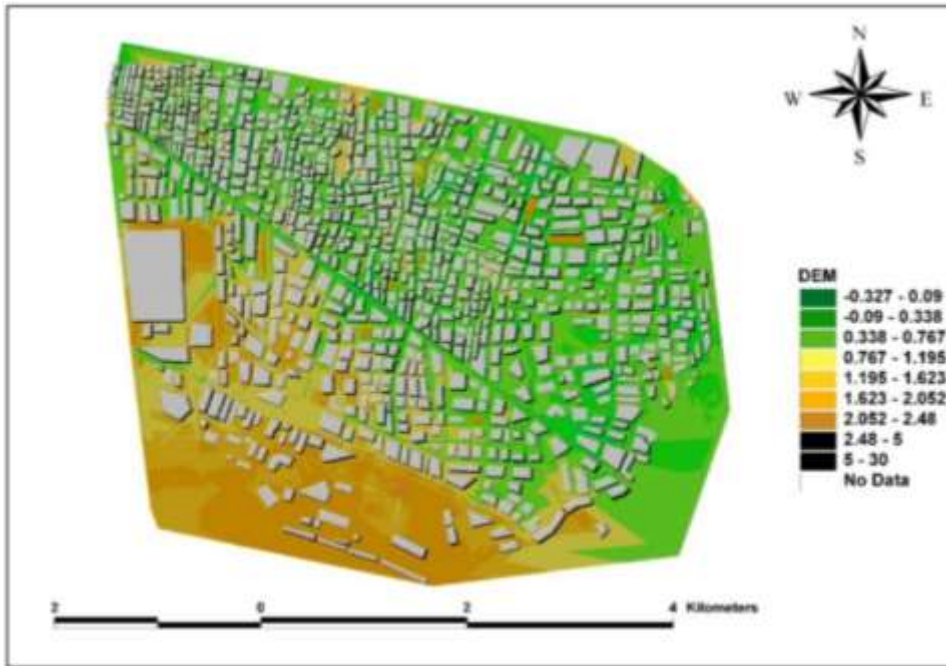 N
W E
S
DEM
-0.327 - 0.09
-0.09 - 0.338
0.338 - 0.767
0.767 - 1.195
1.195 - 1.623
1.623 - 2.052
2.052 - 2.48
2.48 - 5
5 - 30
No Data
2 0 2 4 Kilometers